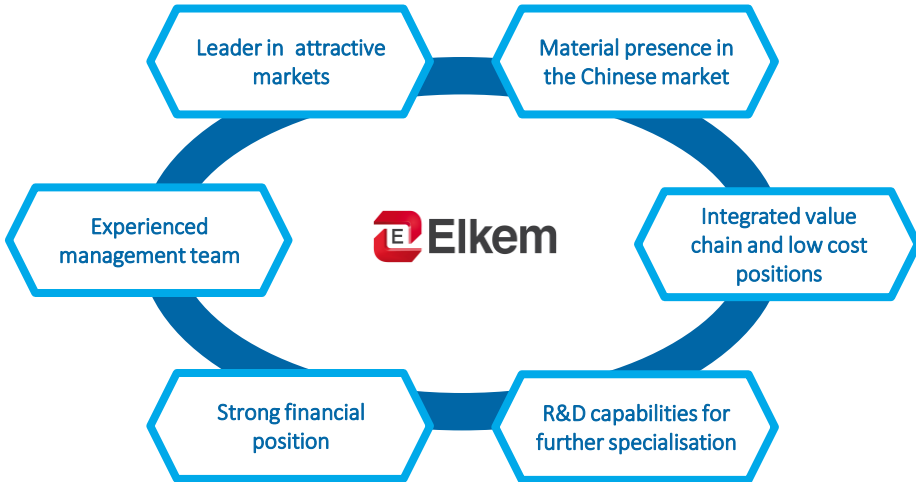 Leader in attractive
markets
Material presence in
the Chinese market
Experienced
management team
E
Elkem
Integrated value
chain and low cost
positions
Strong financial
position
R&D capabilities for
further specialisation